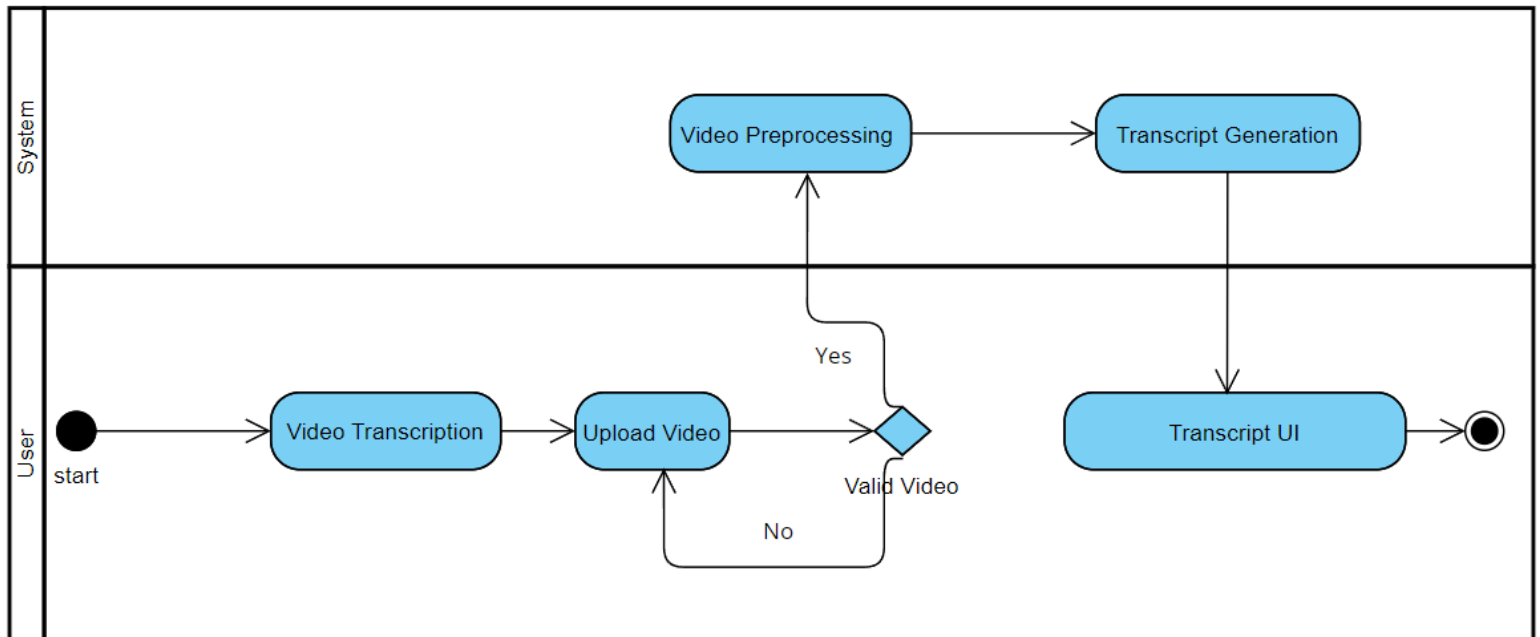 System
Video Preprocessing
Transcript Generation
User
Yes
start
Video Transcription
Upload Video
Valid Video
Transcript UI
No